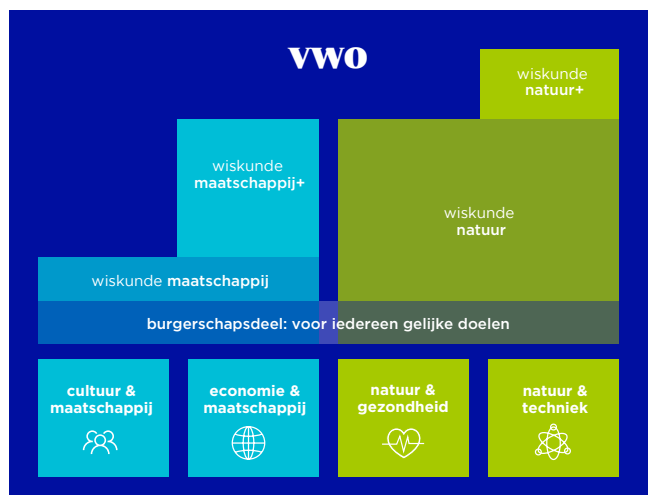 vwo
wiskunde
natuur+
wiskunde
maatschappij+
wiskunde
natuur
wiskunde maatschappij
burgerschapsdeel: voor iedereen gelijke doelen
cultuur &
maatschappij
economie &
maatschappij
natuur &
gezondheid
natuur &
techniek